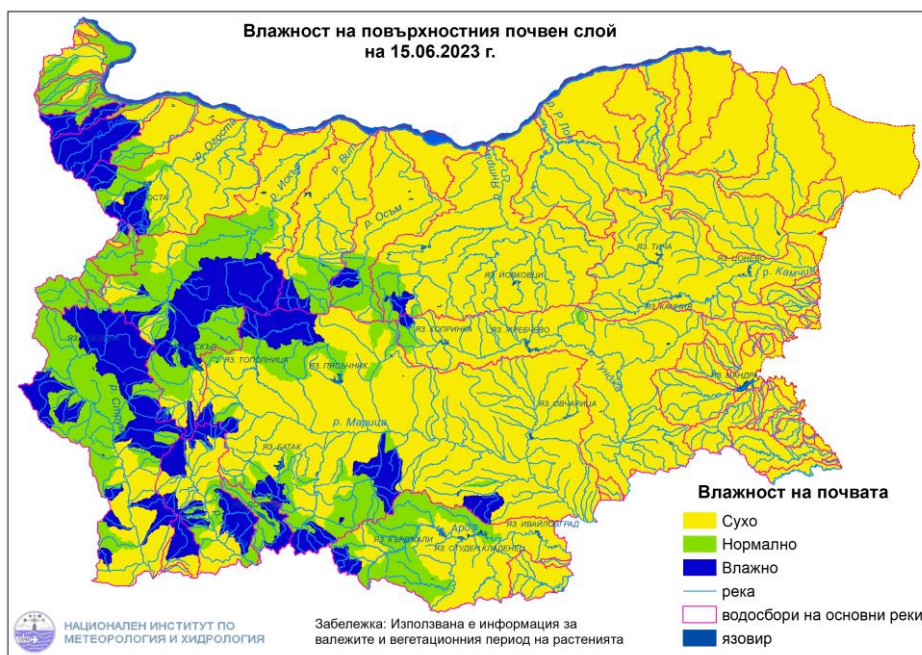 Влажност на повърхностния почвен слой
на 15.06.2023 г.
р. Огоста
р. Искър
р. Вит
р. Осъм
р. Янтра
ЯЗ. ЙОВКОВЦИ
ЯЗ. ТИЧА
ЯЗ. ЦОНЕВО
р. Камчия
ЯЗ. КАМЧИЯ
ЯЗ. КОПРИНКА
ЯЗ. ЖРЕБЧЕВО
ЯЗ. ТОПОЛНИЦА
ЯЗ. ПЯСЪЧНИК
р. Тунджа
ЯЗ. МАНДРА
ЯЗ. ОВЧАРИЦА
р. Марица
ЯЗ. БАТАК
ЯЗ. ИВАЙЛОВГРАД
ЯЗ. КЪРДЖАЛИ
ЯЗ. СТУДЕН КЛАДЕНЕЦ
Влажност на почвата
Сухо
Нормално
Влажно
река
водосбори на основни реки
язовир
НАЦИОНАЛЕН ИНСТИТУТ ПО
МЕТЕОРОЛОГИЯ И ХИДРОЛОГИЯ
Забележка: Използвана е информация за
валежите и вегетационния период на растенията